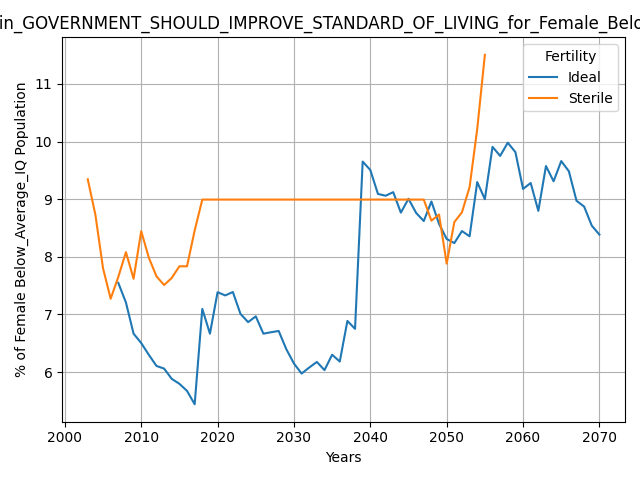 in_GOVERNMENT_SHOULD_IMPROVE_STANDARD_OF_LIVING_for_Female_Belo
% of Female Below_Average_IQ Population
11
10
9
8
7
6
Fertility
Ideal
Sterile
2000 2010 2020 2030 2040 2050 2060 2070
Years